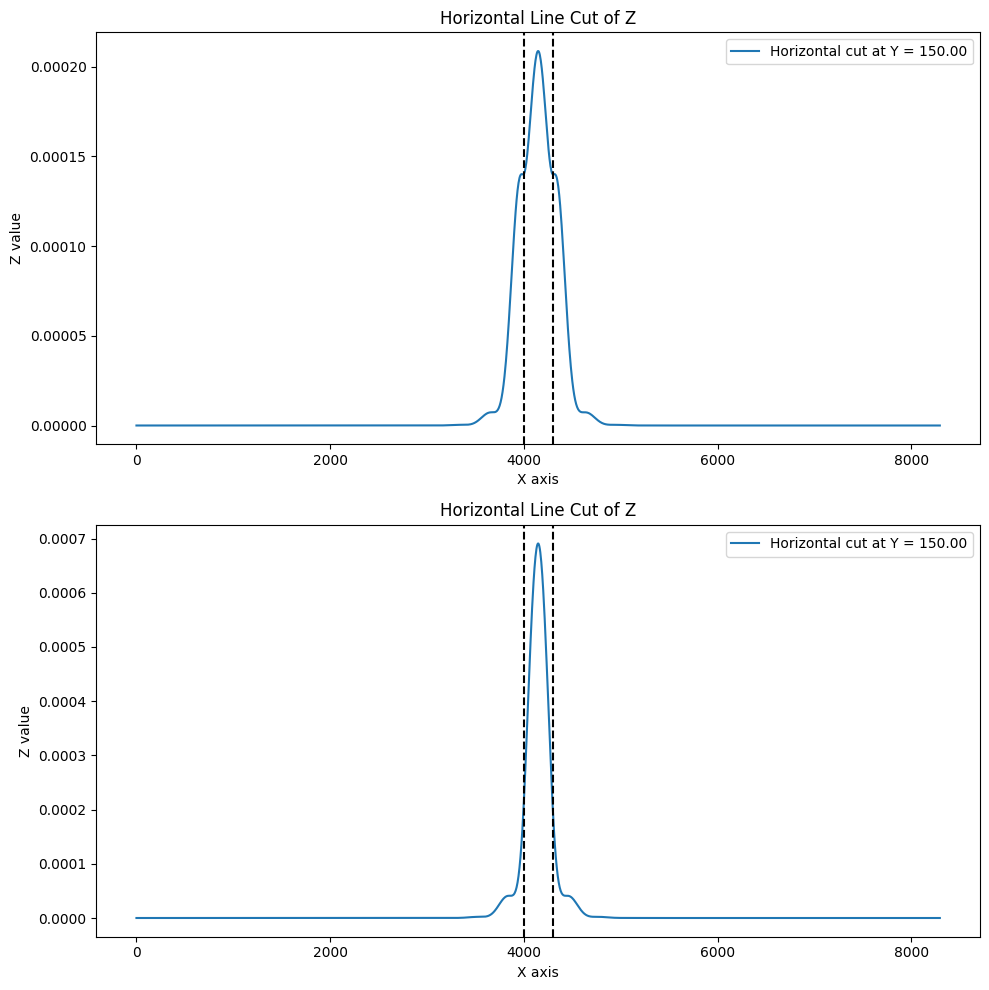 Horizontal Line Cut of Z
Horizontal cut at Y = 150.00
0.00020
0.00015
0.00010
0.00005
0.00000
Z value
0 2000 4000 6000 8000
X axis
Horizontal Line Cut of Z
Horizontal cut at Y = 150.00
0.0007
0.0006
0.0005
0.0004
0.0003
0.0002
0.0001
0.0000
Z value
0 2000 4000 6000 8000
X axis